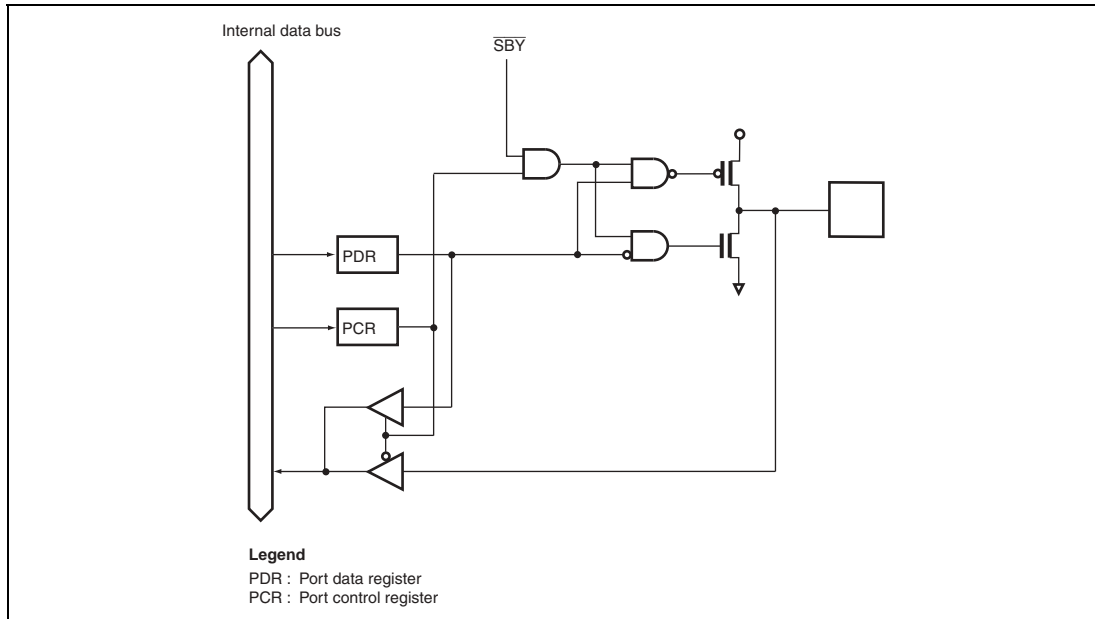 Internal data bus
SBY
PDR
PCR
Legend
PDR : Port data register
PCR : Port control register